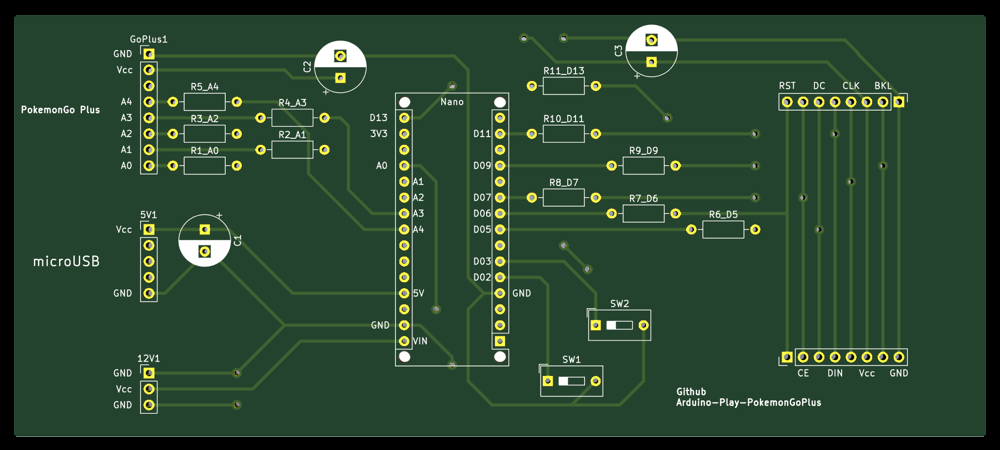 GoPlus1
GND
Vcc
A4
A3
A2
A1
A0
PokemonGo Plus
R5_A4
R4_A3
R3_A2
R2_A1
R1_A0
C2
+
5V1
Vcc
GND
microUSB
+
C1
12V1
GND
Vcc
GND
Nano
D13
3V3
A0
A1
A2
A3
A4
5V
GND
VIN
D11
D09
D07
D06
D05
D03
D02
GND
C3
+
R11_D13
R10_D11
R9_D9
R8_D7
R7_D6
R6_D5
SW2
SW1
RST DC CLK BKL
CE DIN Vcc GND
Github
Arduino-Play-PokemonGoPlus